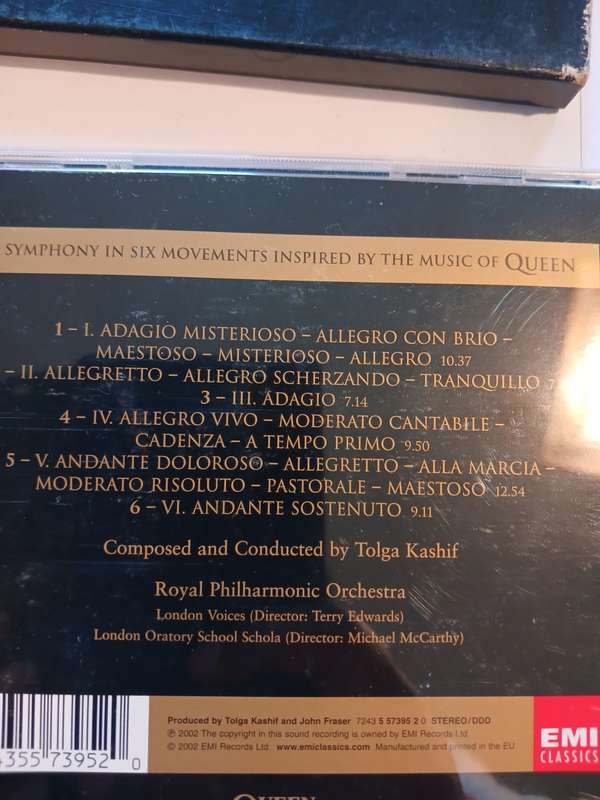 SYMPHONY IN SIX MOVEMENTS INSPIRED BY THE MUSIC OF QUEEN
1 – I. ADAGIO MISTERIOSO – ALLEGRO CON BRIO –
MAESTOSO – MISTERIOSO – ALLEGRO 10.37
– II. ALLEGRETTO – ALLEGRO SCHERZANDO – TRANQUILLO
3 – III. ADAGIO 7.14
4 – IV. ALLEGRO VIVO – MODERATO CANTABILE –
CADENZA – A TEMPO PRIMO 9.50
5 – V. ANDANTE DOLOROSO – ALLEGRETTO – ALLA MARCIA –
MODERATO RISOLUTO – PASTORALE – MAESTOSO 12.54
6 – VI. ANDANTE SOSTENUTO 9.11
Composed and Conducted by Tolga Kashif
Royal Philharmonic Orchestra
London Voices (Director: Terry Edwards)
London Oratory School Schola (Director: Michael McCarthy)
Produced by Tolga Kashif and John Fraser 7243 5 57395 2 0 STEREO/DDD
℗ 2002 The copyright in this sound recording is owned by EMI Records Ltd
© 2002 EMI Records Ltd. www.emiclassics.com Manufactured and printed in the EU
EMI
CLASSICS
4355 73952 0
QUEEN